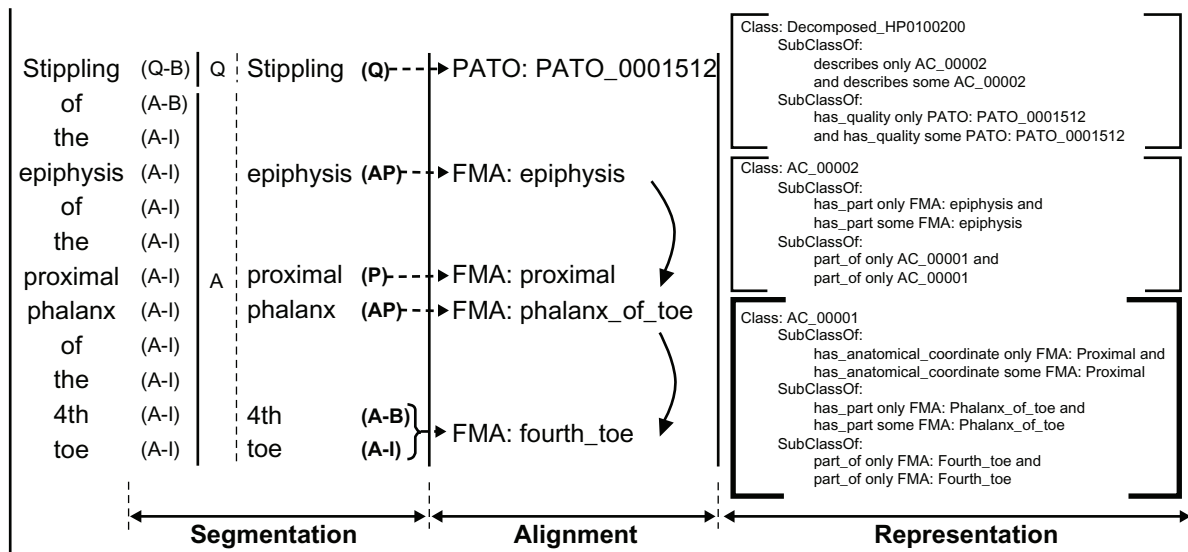 Stippling (Q-B) Q Stippling (Q) PATO: PATO_0001512
of (A-B)
the (A-I)
epiphysis (A-I) epiphysis (AP) FMA: epiphysis
of (A-I)
the (A-I)
proximal (A-I) A proximal (P) FMA: proximal
phalanx (A-I) phalanx (AP) FMA: phalanx_of_toe
of (A-I)
the (A-I)
4th (A-I) 4th (A-B)
FMA: fourth_toe
toe (A-I) toe (A-I)
Class: Decomposed_HP0100200
SubClassOf:
describes only AC_00002
and describes some AC_00002
SubClassOf:
has_quality only PATO: PATO_0001512
and has_quality some PATO: PATO_0001512
Class: AC_00002
SubClassOf:
has_part only FMA: epiphysis and
has_part some FMA: epiphysis
SubClassOf:
part_of only AC_00001 and
part_of only AC_00001
Class: AC_00001
SubClassOf:
has_anatomical_coordinate only FMA: Proximal and
has_anatomical_coordinate some FMA: Proximal
SubClassOf:
has_part only FMA: Phalanx_of_toe and
has_part some FMA: Phalanx_of_toe
SubClassOf:
part_of only FMA: Fourth_toe and
part_of only FMA: Fourth_toe
Segmentation Alignment Representation